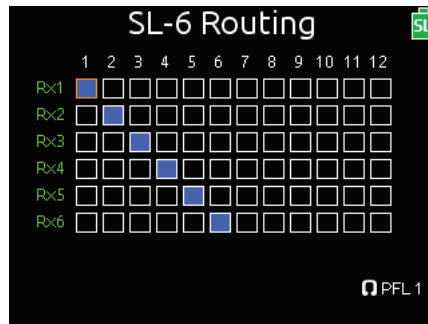 SL-6 Routing
SL
1 2 3 4 5 6 7 8 9 10 11 12
Rx1
Rx2
Rx3
Rx4
Rx5
Rx6
PFL 1